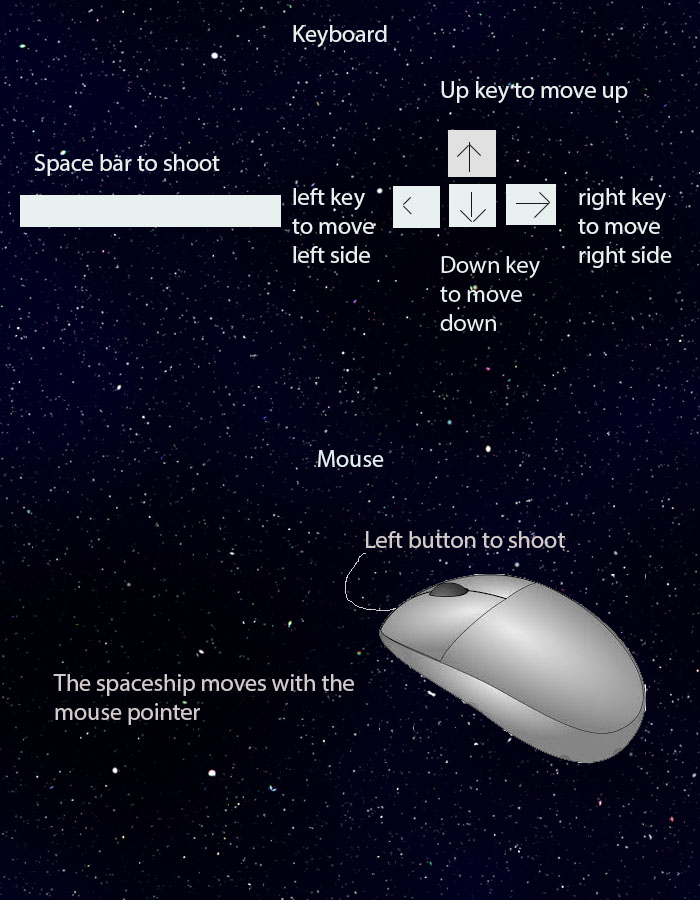 Keyboard
Up key to move up
Space bar to shoot
left key
to move
left side
right key
to move
right side
Down key
to move
down
Mouse
Left button to shoot
The spaceship moves with the
mouse pointer